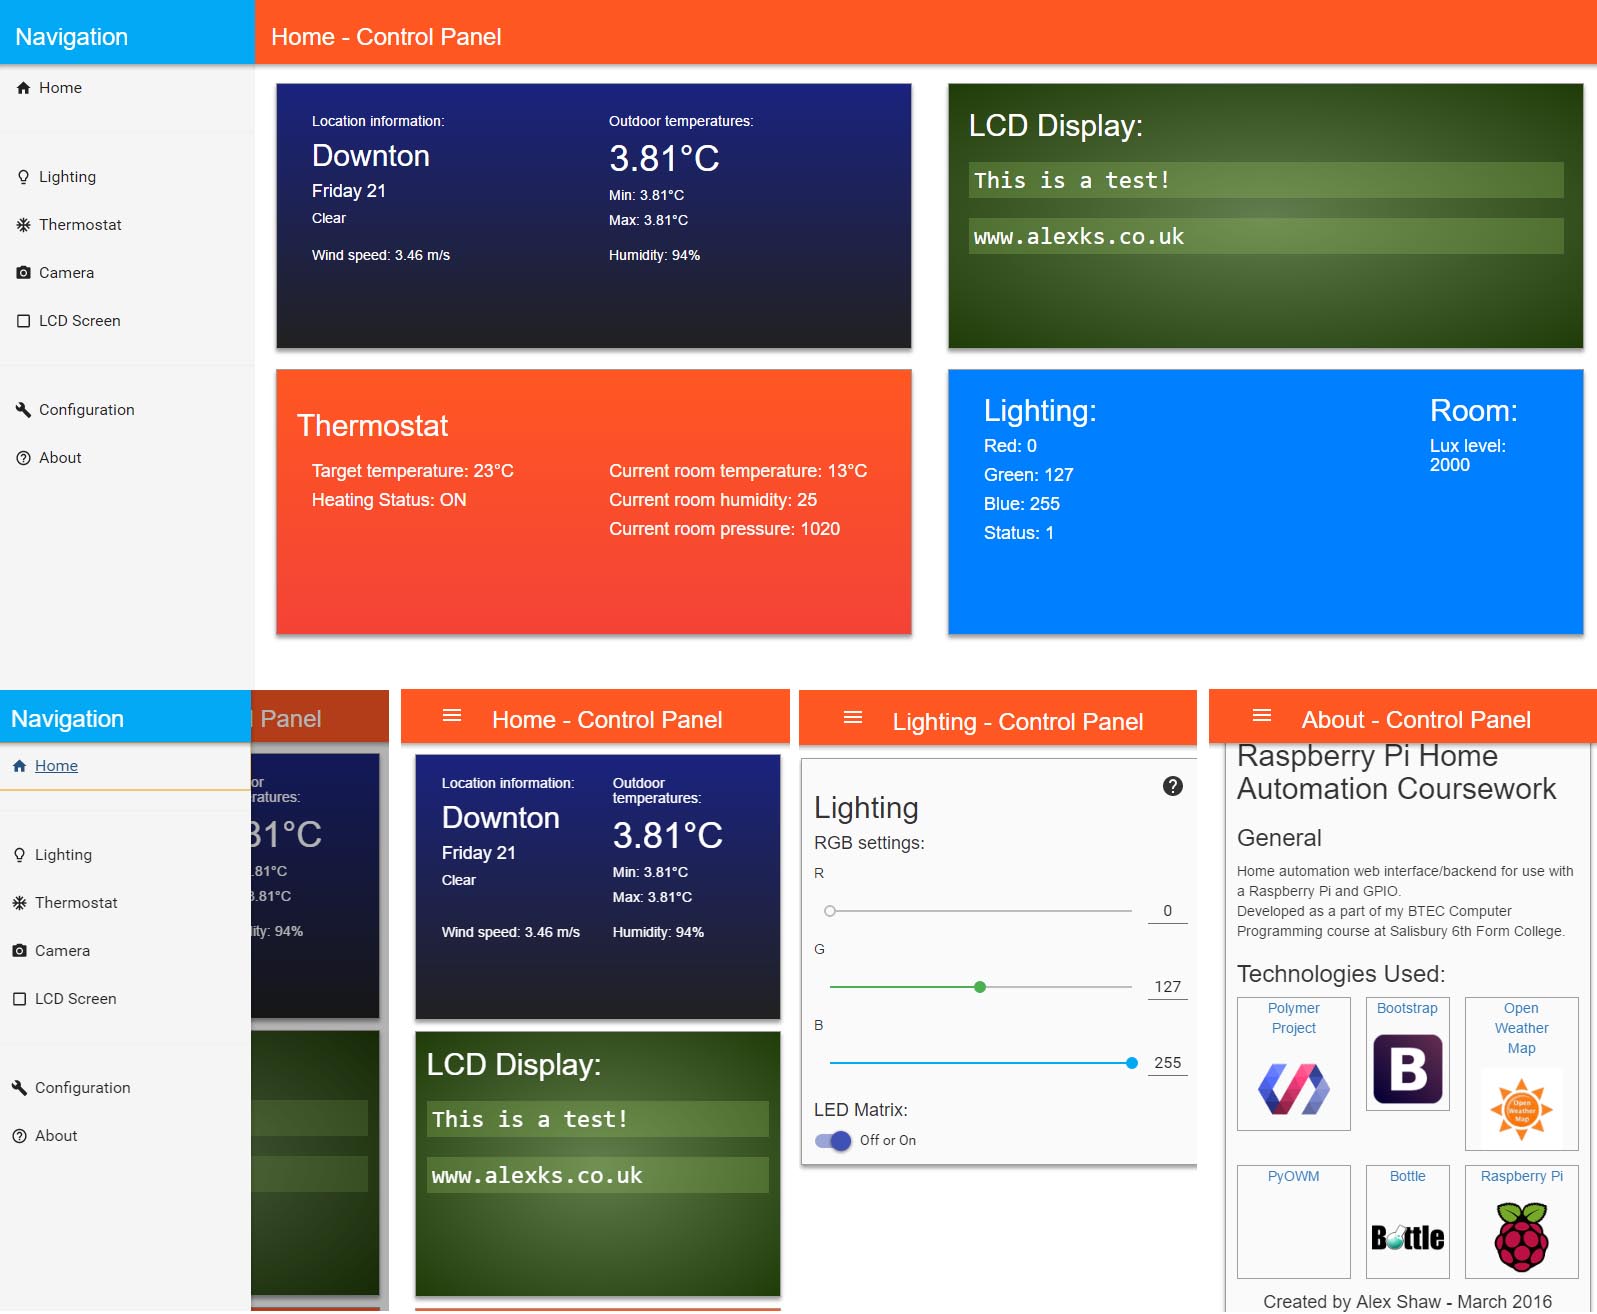 Navigation
Home - Control Panel
Home
Lighting
Thermostat
Camera
LCD Screen
Configuration
About
Location information:
Downton
Friday 21
Clear
Wind speed: 3.46 m/s
Outdoor temperatures:
3.81°C
Min: 3.81°C
Max: 3.81°C
Humidity: 94%
LCD Display:
This is a test!
www.alexks.co.uk
Thermostat
Target temperature: 23°C
Heating Status: ON
Current room temperature: 13°C
Current room humidity: 25
Current room pressure: 1020
Lighting:
Red: 0
Green: 127
Blue: 255
Status: 1
Room:
Lux level:
2000
Navigation
Home
Lighting
Thermostat
Camera
LCD Screen
Configuration
About
l Panel
or
ratures:
31°C
.81°C
3.81°C
lity: 94%
Home - Control Panel
Location information:
Downton
Friday 21
Clear
Wind speed: 3.46 m/s
Outdoor
temperatures:
3.81°C
Min: 3.81°C
Max: 3.81°C
Humidity: 94%
LCD Display:
This is a test!
www.alexks.co.uk
Lighting - Control Panel
Lighting
RGB settings:
R
0
G
127
B
255
LED Matrix:
Off or On
About - Control Panel
Raspberry Pi Home
Automation Coursework
General
Home automation web interface/backend for use with
a Raspberry Pi and GPIO.
Developed as a part of my BTEC Computer
Programming course at Salisbury 6th Form College.
Technologies Used:
Polymer
Project
Bootstrap
B
Open
Weather
Map
Open
Weather
Map
PyOWM
Bottle
Bottle
Raspberry Pi
Created by Alex Shaw - March 2016